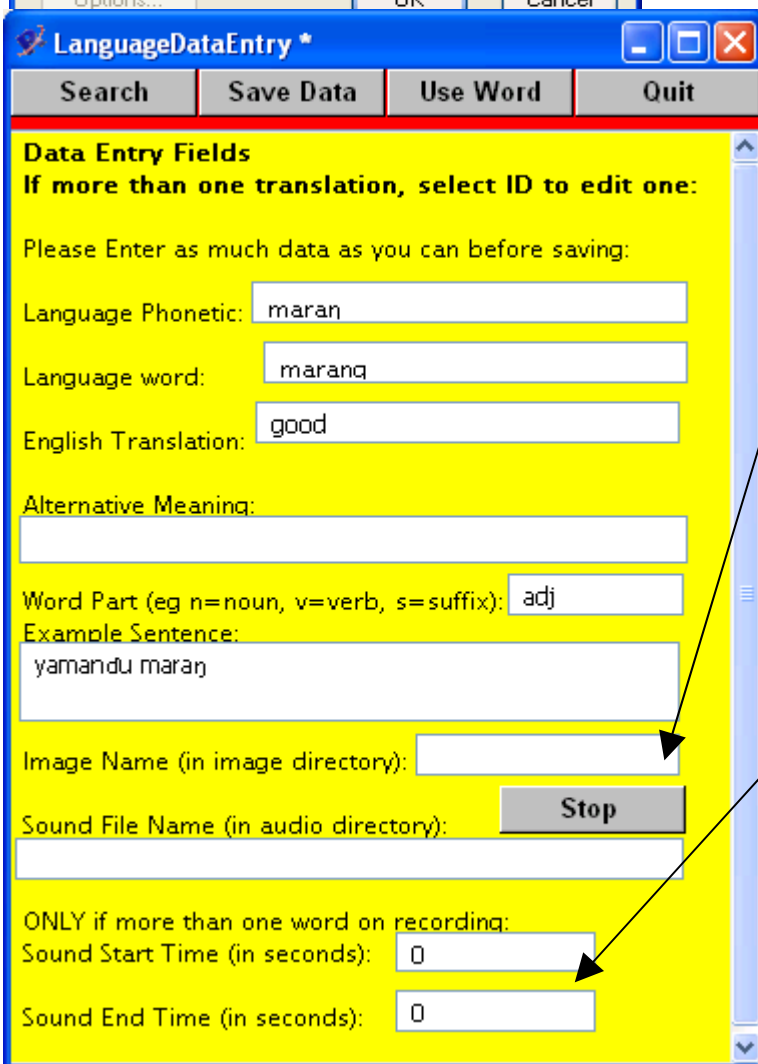 Options... OK Cancel
LanguageDataEntry *
Search Save Data Use Word Quit
Data Entry Fields
If more than one translation, select ID to edit one:
Please Enter as much data as you can before saving:
Language Phonetic: maraŋ
Language word: marang
English Translation: good
Alternative Meaning:
Word Part (eg n=noun, v=verb, s=suffix): adj
Example Sentence:
yamandu maraŋ
Image Name (in image directory):
Stop
Sound File Name (in audio directory):
ONLY if more than one word on recording:
Sound Start Time (in seconds): 0
Sound End Time (in seconds): 0